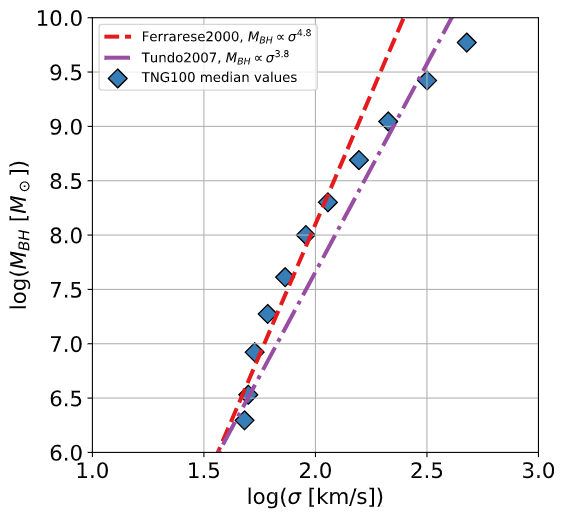 Ferrarese2000, M_BH ∝ σ^4.8
Tundo2007, M_BH ∝ σ^3.8
TNG100 median values
10.0
9.5
9.0
8.5
8.0
7.5
7.0
6.5
6.0
log(M_BH [M_⊙])
1.0 1.5 2.0 2.5 3.0
log(σ [km/s])